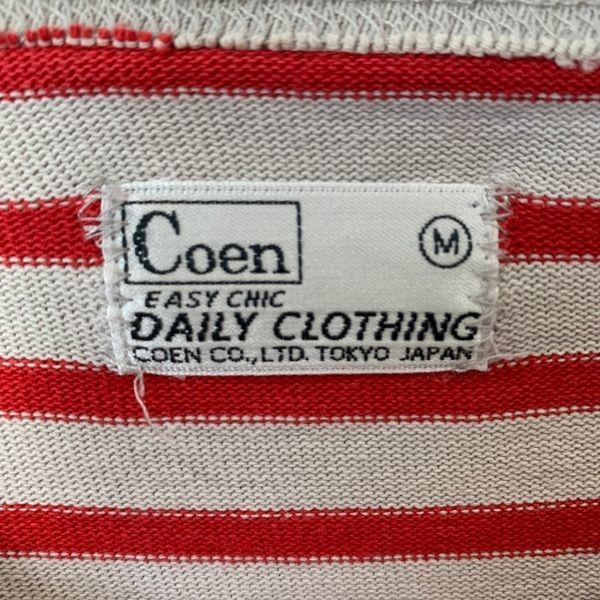 Coen
M
EASY CHIC
DAILY CLOTHING
COEN CO.,LTD. TOKYO JAPAN